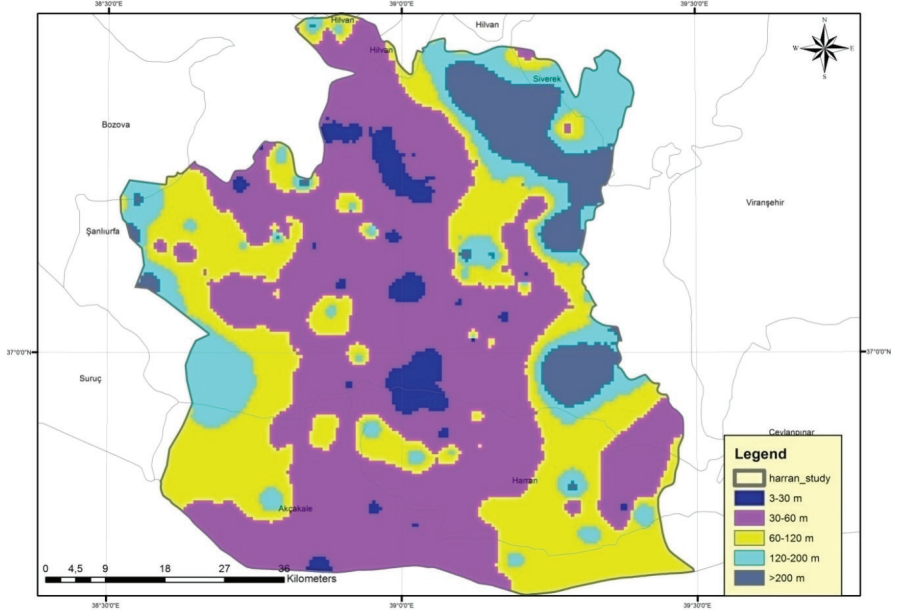 38°30'0"E 39°0'0"E 39°30'0"E
Hilvan
Hilvan
Hilvan
N
W E
S
Siverek
Bozova
Viranşehir
Şanlıurfa
37°0'0"N 37°0'0"N
Suruç
Ceylanpınar
Harran
Akçakale
Legend
harran_study
3-30 m
30-60 m
60-120 m
120-200 m
>200 m
0 4,5 9 18 27 36
Kilometers
38°30'0"E 39°0'0"E 39°30'0"E